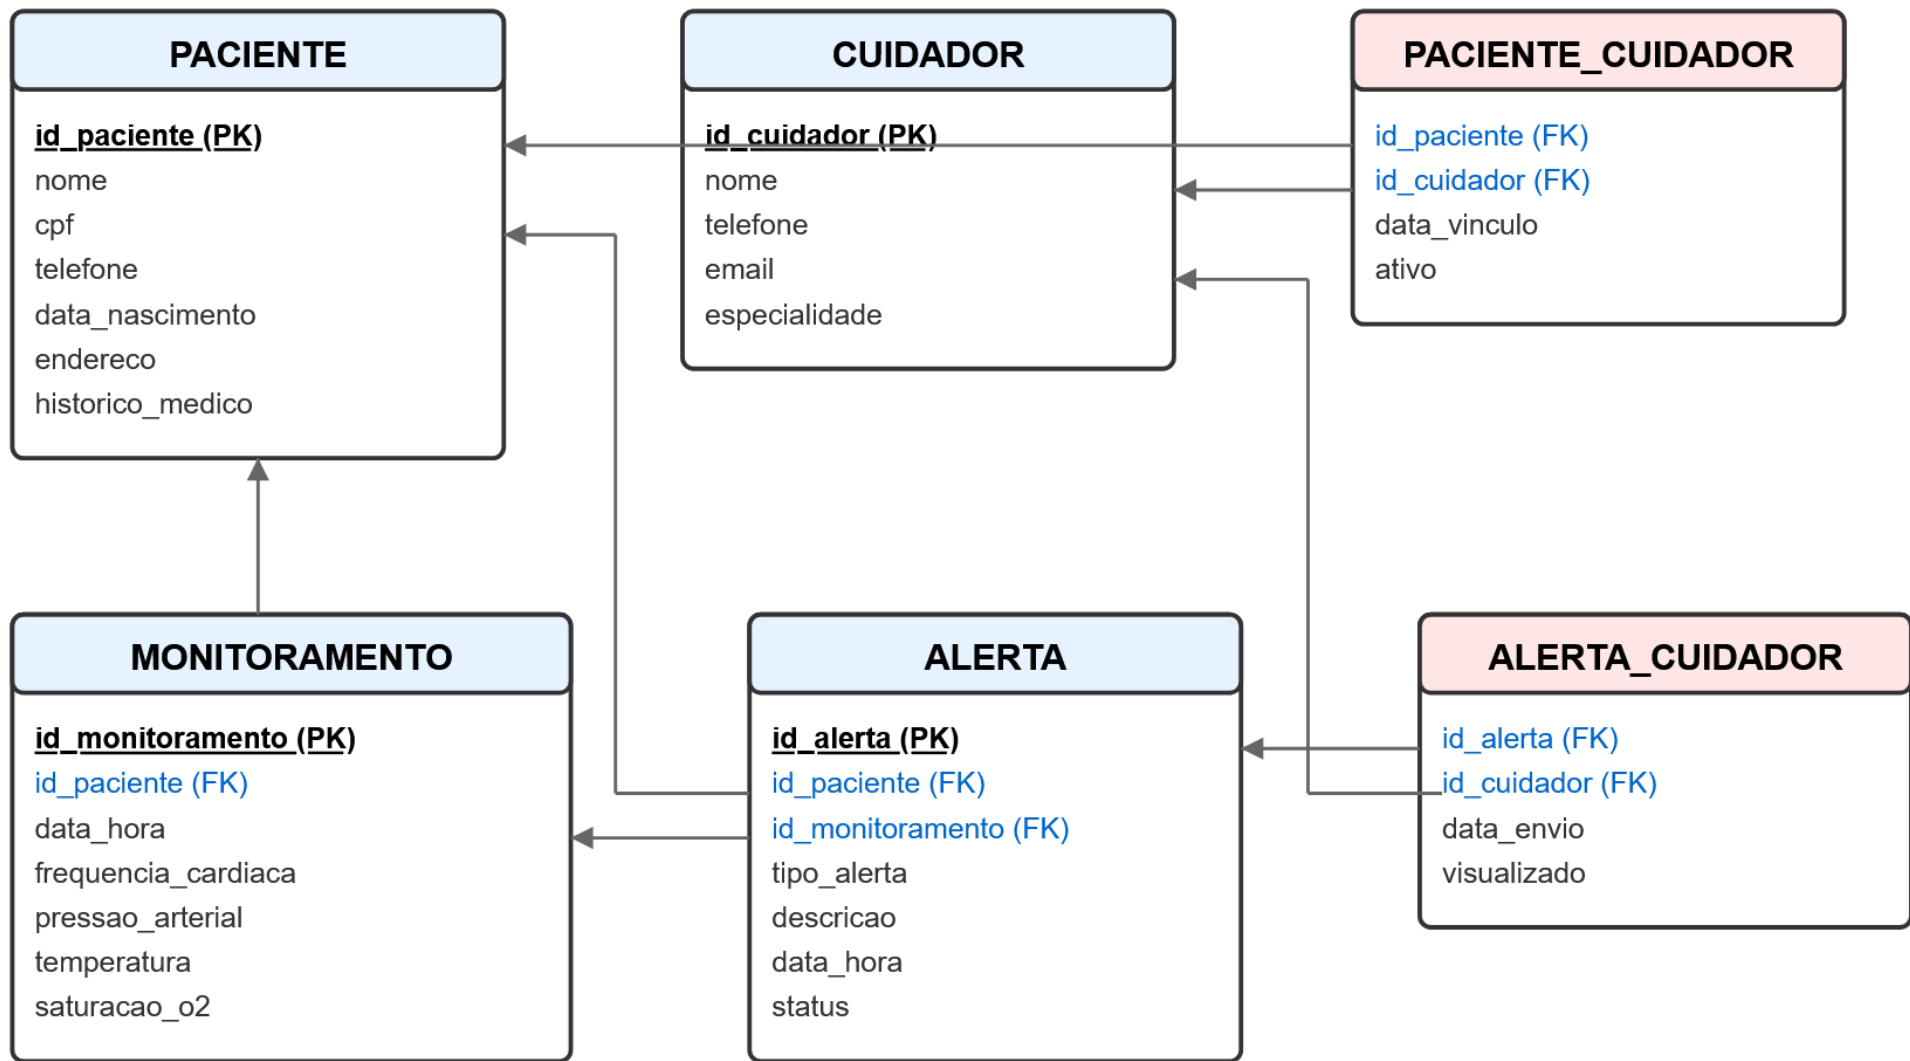 PACIENTE
id_paciente (PK)
nome
cpf
telefone
data_nascimento
endereco
historico_medico
CUIDADOR
id_cuidador (PK)
nome
telefone
email
especialidade
PACIENTE_CUIDADOR
id_paciente (FK)
id_cuidador (FK)
data_vinculo
ativo
MONITORAMENTO
id_monitoramento (PK)
id_paciente (FK)
data_hora
frequencia_cardiaca
pressao_arterial
temperatura
saturacao_o2
ALERTA
id_alerta (PK)
id_paciente (FK)
id_monitoramento (FK)
tipo_alerta
descricao
data_hora
status
ALERTA_CUIDADOR
id_alerta (FK)
id_cuidador (FK)
data_envio
visualizado